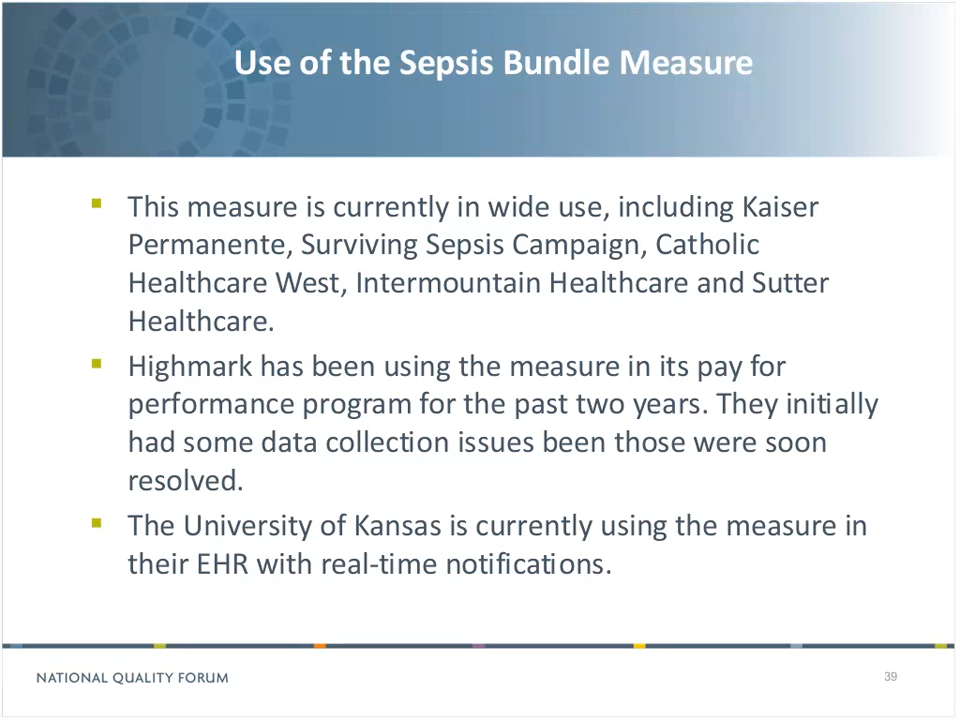 Use of the Sepsis Bundle Measure
▪ This measure is currently in wide use, including Kaiser
Permanente, Surviving Sepsis Campaign, Catholic
Healthcare West, Intermountain Healthcare and Sutter
Healthcare.
▪ Highmark has been using the measure in its pay for
performance program for the past two years. They initially
had some data collection issues been those were soon
resolved.
▪ The University of Kansas is currently using the measure in
their EHR with real-time notifications.
NATIONAL QUALITY FORUM
39